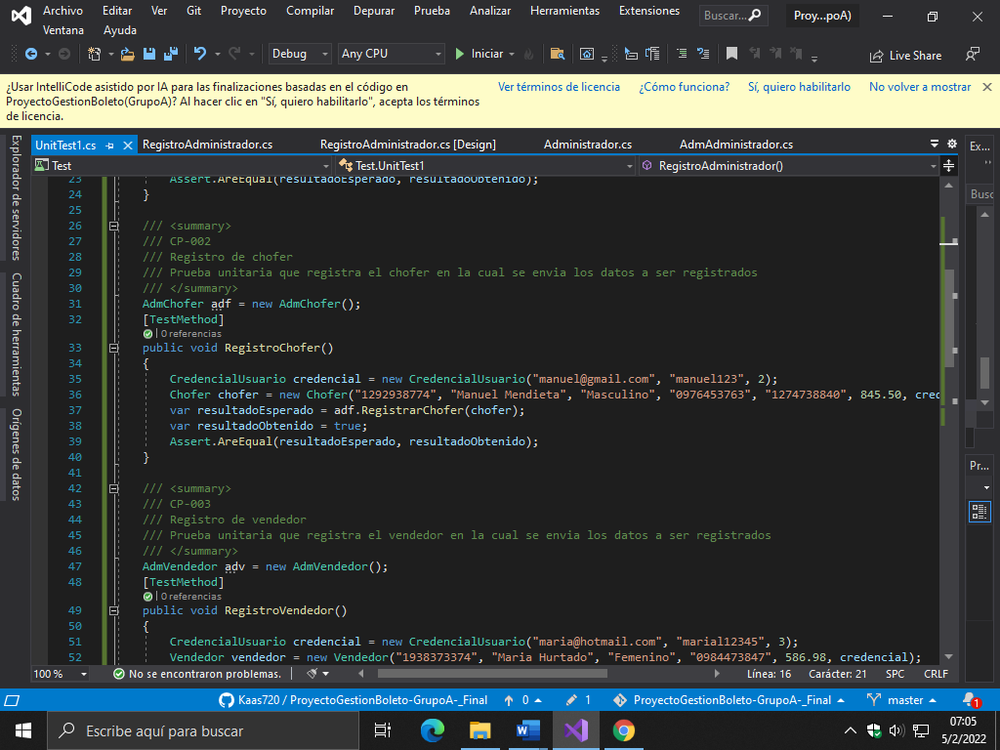 Archivo Editar Ver Git Proyecto Compilar Depurar Prueba Analizar Herramientas Extensiones
Ventana Ayuda
Buscar...
Proy...poA)
Debug Any CPU Iniciar Live Share
¿Usar IntelliCode asistido por IA para las finalizaciones basadas en el código en
ProyectoGestionBoleto(GrupoA)? Al hacer clic en "Sí, quiero habilitarlo", acepta los términos
de licencia.
Ver términos de licencia ¿Cómo funciona? Sí, quiero habilitarlo No volver a mostrar
Explorador de servidores
Cuadro de herramientas
Orígenes de datos
UnitTest1.cs RegistroAdministrador.cs RegistroAdministrador.cs [Design] Administrador.cs AdmAdministrador.cs
Test Test.UnitTest1 RegistroAdministrador()
Ex...
Busc
Pr...
23 Assert.AreEqual(resultadoEsperado, resultadoObtenido);
24 }
25
26 /// <summary>
27 /// CP-002
28 /// Registro de chofer
29 /// Prueba unitaria que registra el chofer en la cual se envia los datos a ser registrados
30 /// </summary>
31 AdmChofer adf = new AdmChofer();
32 [TestMethod]
0 referencias
33 public void RegistroChofer()
34 {
35 CredencialUsuario credencial = new CredencialUsuario("manuel@gmail.com", "manuel123", 2);
36 Chofer chofer = new Chofer("1292938774", "Manuel Mendieta", "Masculino", "0976453763", "1274738840", 845.50, cred
37 var resultadoEsperado = adf.RegistrarChofer(chofer);
38 var resultadoObtenido = true;
39 Assert.AreEqual(resultadoEsperado, resultadoObtenido);
40 }
41
42 /// <summary>
43 /// CP-003
44 /// Registro de vendedor
45 /// Prueba unitaria que registra el vendedor en la cual se envia los datos a ser registrados
46 /// </summary>
47 AdmVendedor adv = new AdmVendedor();
48 [TestMethod]
0 referencias
49 public void RegistroVendedor()
50 {
51 CredencialUsuario credencial = new CredencialUsuario("maria@hotmail.com", "marial12345", 3);
52 Vendedor vendedor = new Vendedor("1938373374", "Maria Hurtado", "Femenino", "0984473847", 586.98, credencial);
100 % No se encontraron problemas. Línea: 16 Carácter: 21 SPC CRLF
Kaas720 / ProyectoGestionBoleto-GrupoA-_Final 0 1 ProyectoGestionBoleto-GrupoA-_Final master 1
Escribe aquí para buscar
07:05
5/2/2022